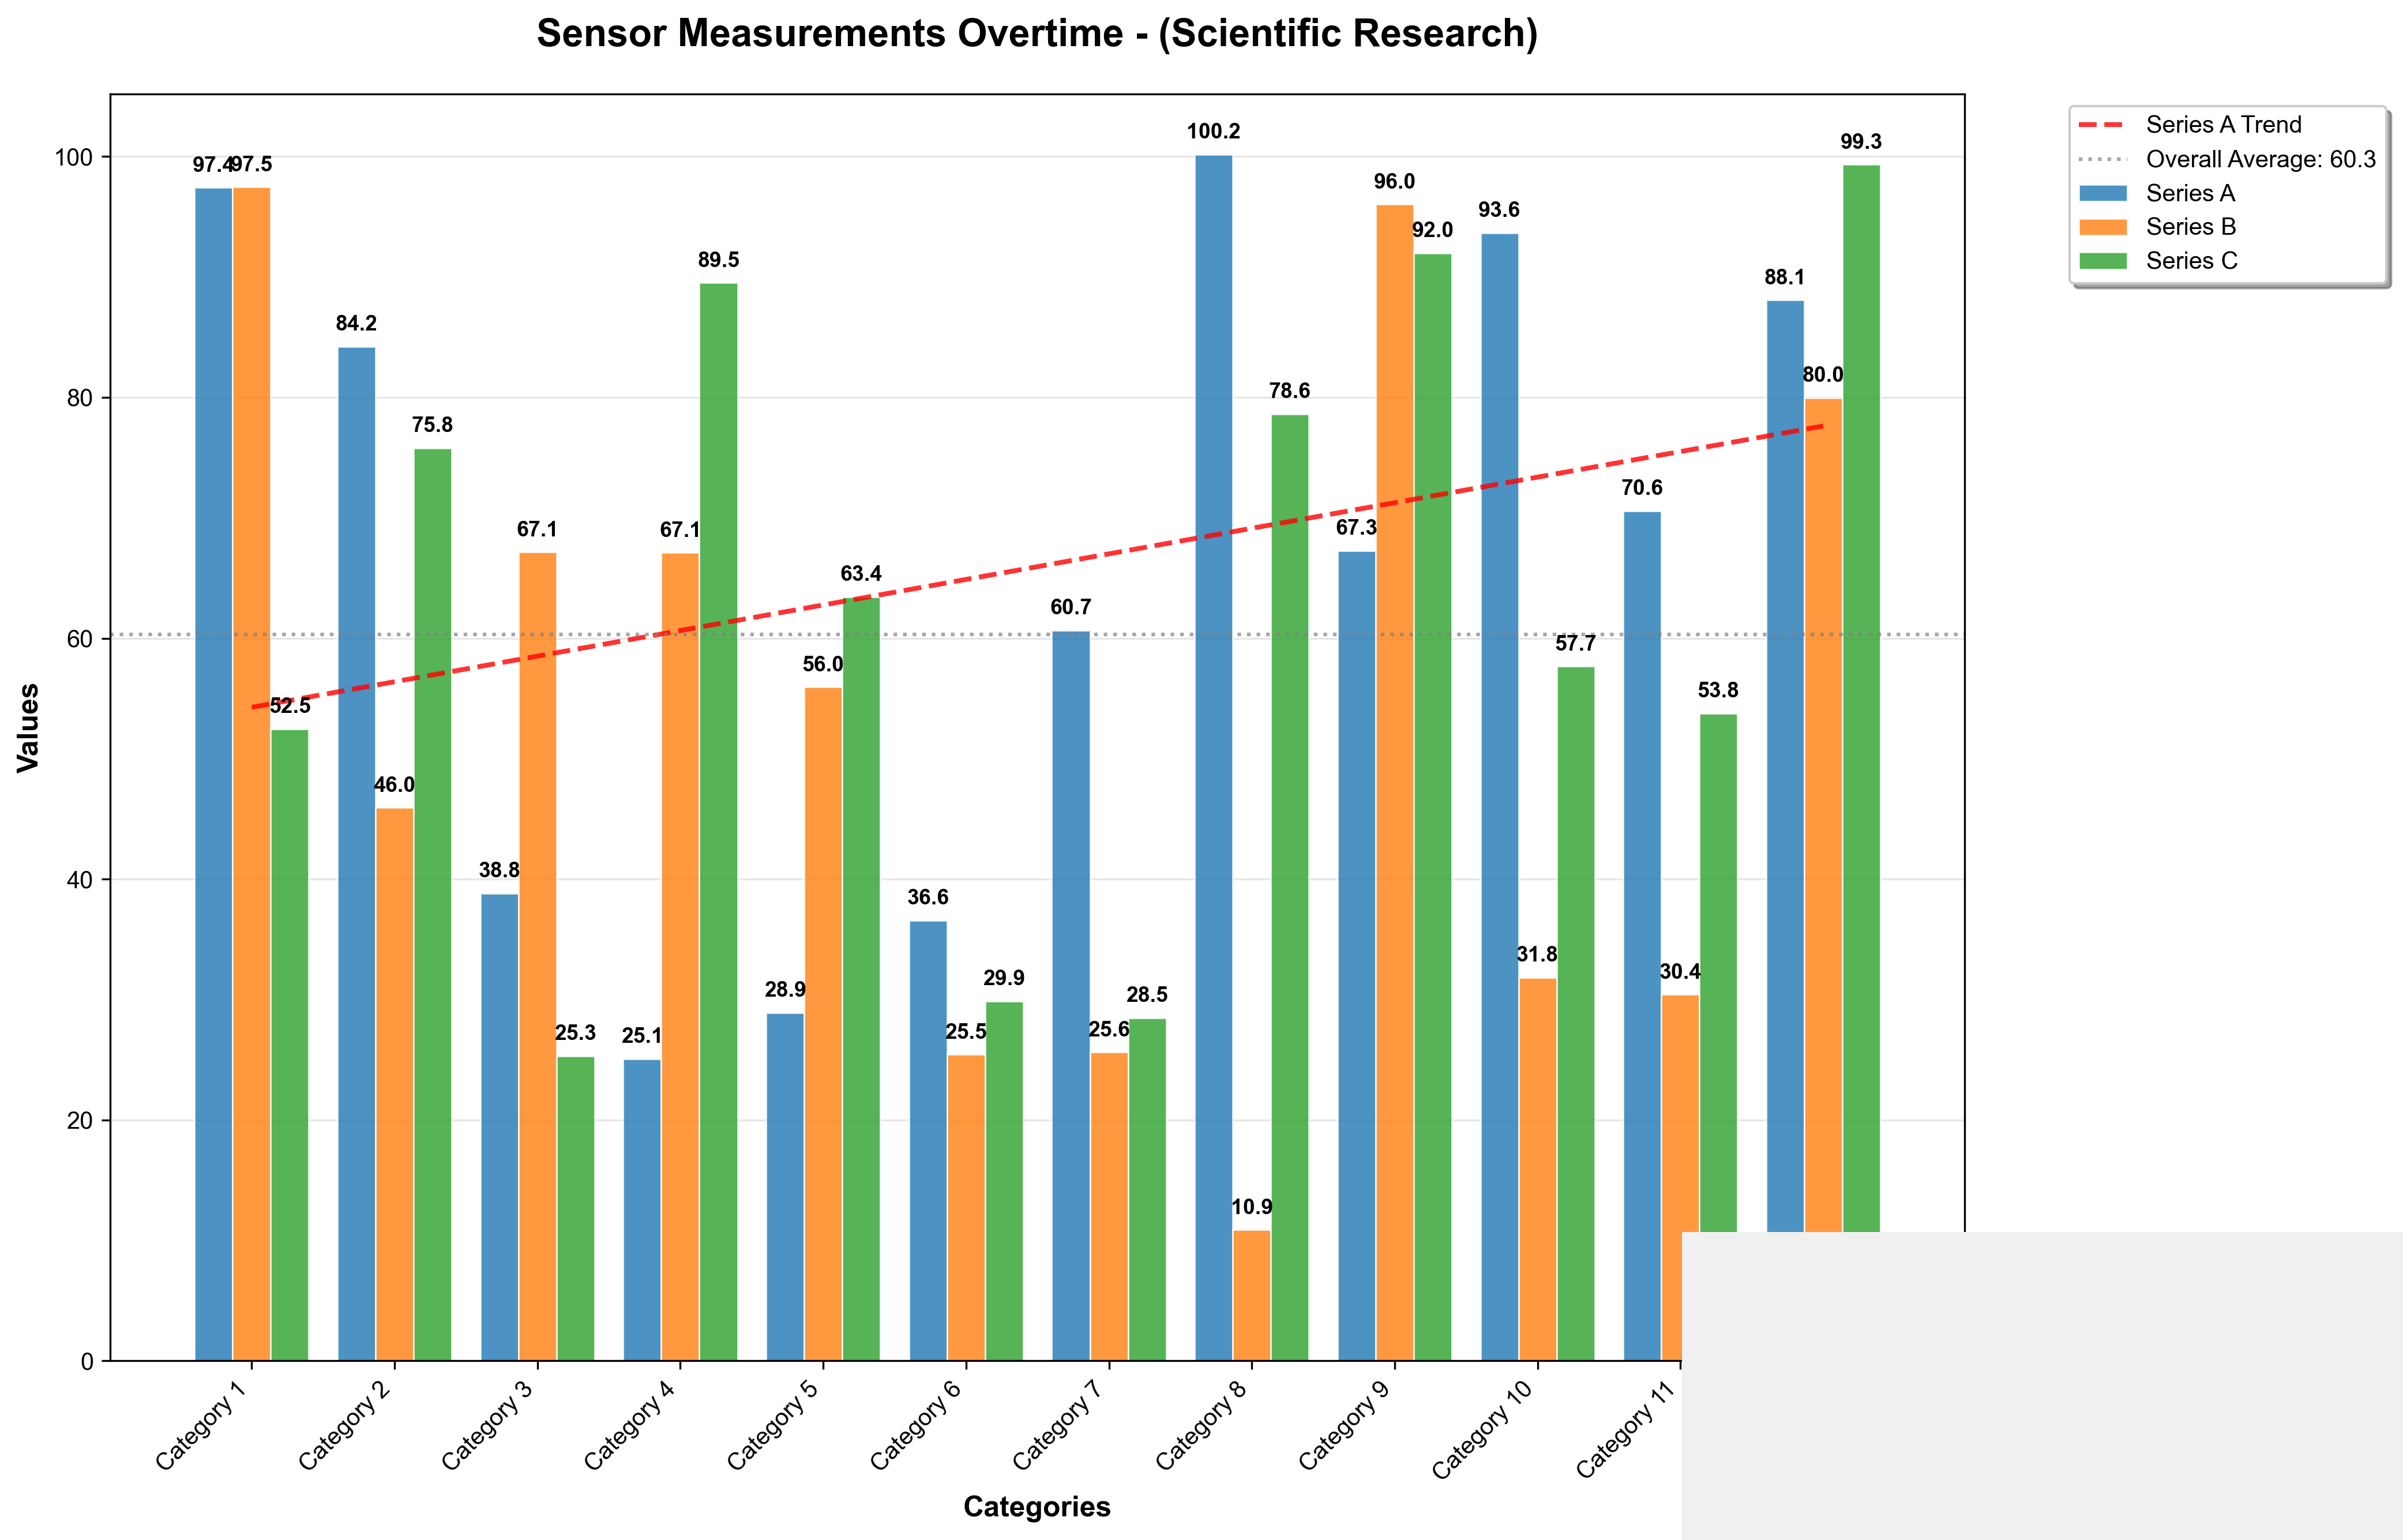 Sensor Measurements Overtime - (Scientific Research)
Series A Trend
Overall Average: 60.3
Series A
Series B
Series C
Values
100
80
60
40
20
0
97.4
97.5
52.5
84.2
46.0
75.8
38.8
67.1
25.3
25.1
67.1
89.5
28.9
56.0
63.4
36.6
25.5
29.9
60.7
25.6
28.5
100.2
10.9
78.6
67.3
96.0
92.0
93.6
31.8
57.7
70.6
30.4
53.8
88.1
80.0
99.3
Category 1
Category 2
Category 3
Category 4
Category 5
Category 6
Category 7
Category 8
Category 9
Category 10
Category 11
Categories